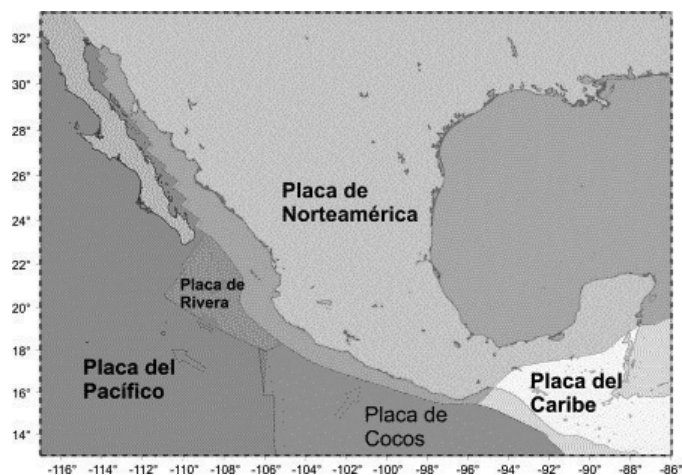 32°
30°
28°
26°
24°
22°
20°
18°
16°
14°
Placa de
Norteamérica
Placa de
Rivera
Placa del
Pacífico
Placa de
Cocos
Placa del
Caribe
-116° -114° -112° -110° -108° -106° -104° -102° -100° -98° -96° -94° -92° -90° -88° -86°